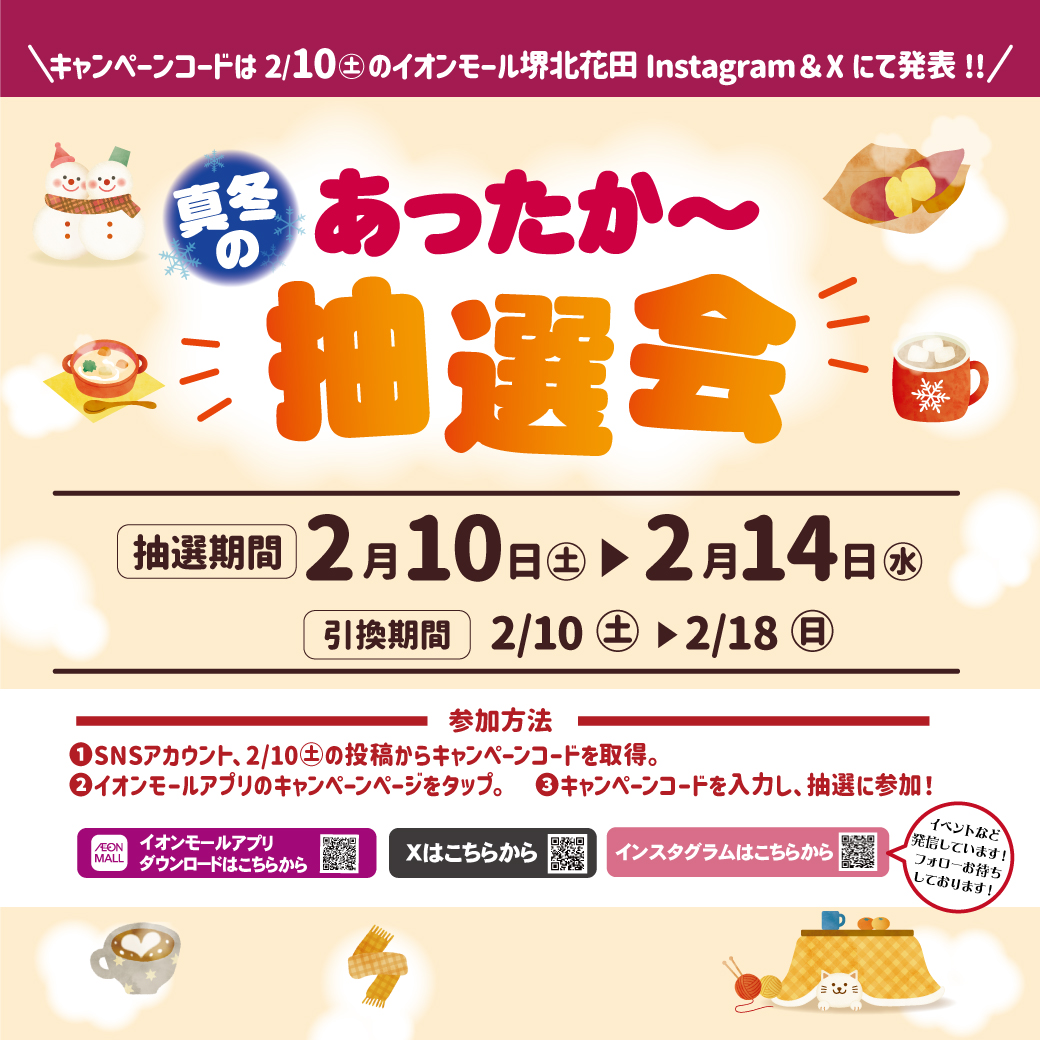 キャンペーンコードは 2/10㊏のイオンモール堺北花田 Instagram&X にて発表 !!
真冬の
あったか〜
抽選会
抽選期間 2月10日㊏ ▶ 2月14日㊌
引換期間 2/10 ㊏ ▶2/18 ㊐
参加方法
❶SNSアカウント、2/10㊏の投稿からキャンペーンコードを取得。
❷イオンモールアプリのキャンペーンページをタップ。 ❸キャンペーンコードを入力し、抽選に参加!
ÆON
MALL
イオンモールアプリ
ダウンロードはこちらから
Xはこちらから
インスタグラムはこちらから
イベントなど
発信しています!
フォローお待ち
しております!